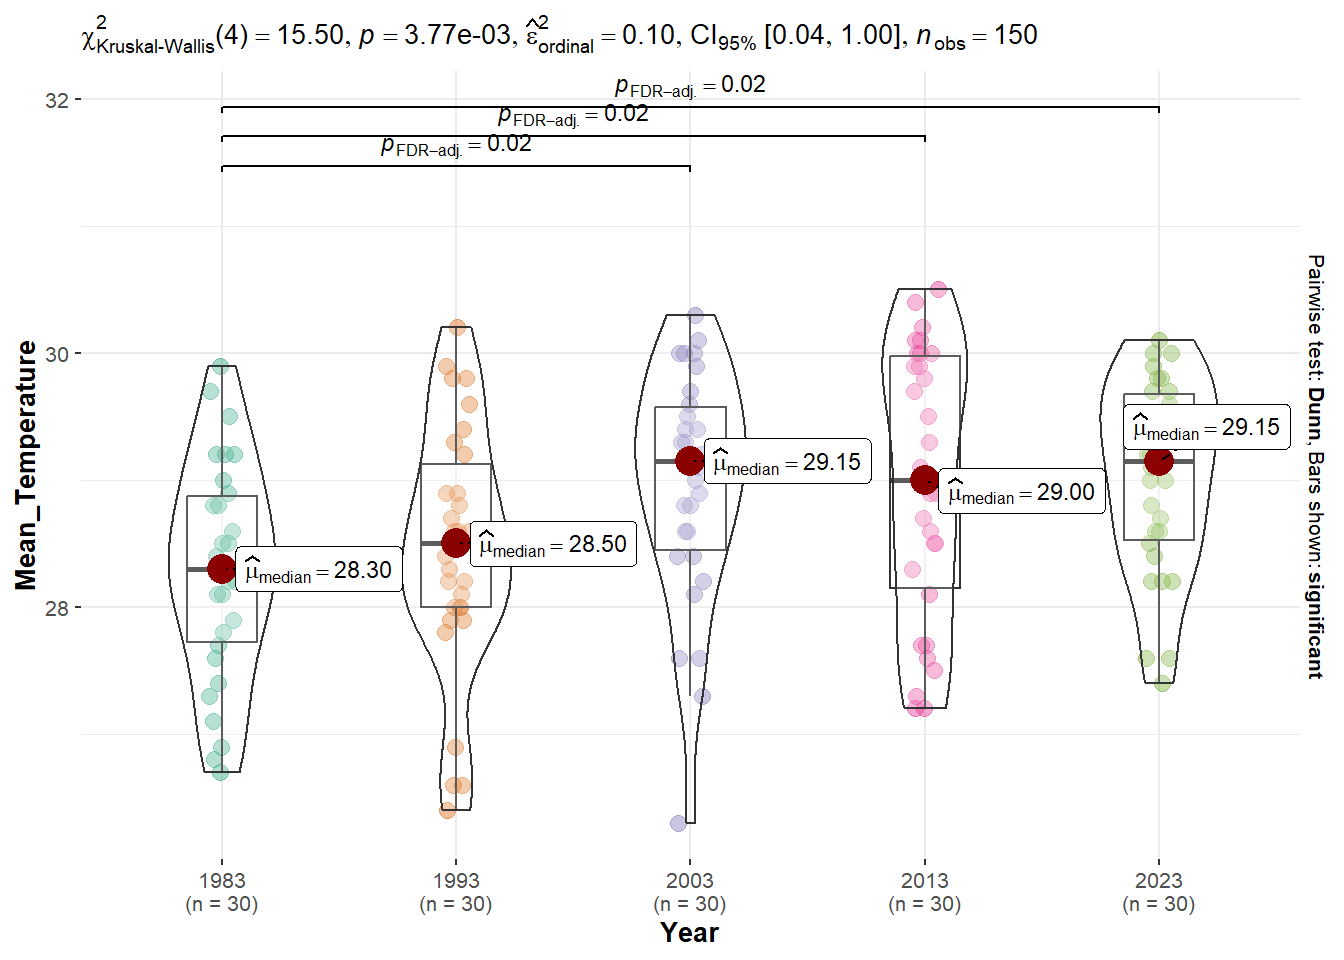 χ²Kruskal-Wallis(4) = 15.50, p = 3.77e-03, ε̂²ordinal = 0.10, CI95% [0.04, 1.00], nobs = 150
pFDR−adj. = 0.02
pFDR−adj. = 0.02
pFDR−adj. = 0.02
32
30
28
Mean_Temperature
μ̂median = 28.30
μ̂median = 28.50
μ̂median = 29.15
μ̂median = 29.00
μ̂median = 29.15
Pairwise test: Dunn, Bars shown: significant
1983 1993 2003 2013 2023
(n = 30) (n = 30) (n = 30) (n = 30) (n = 30)
Year